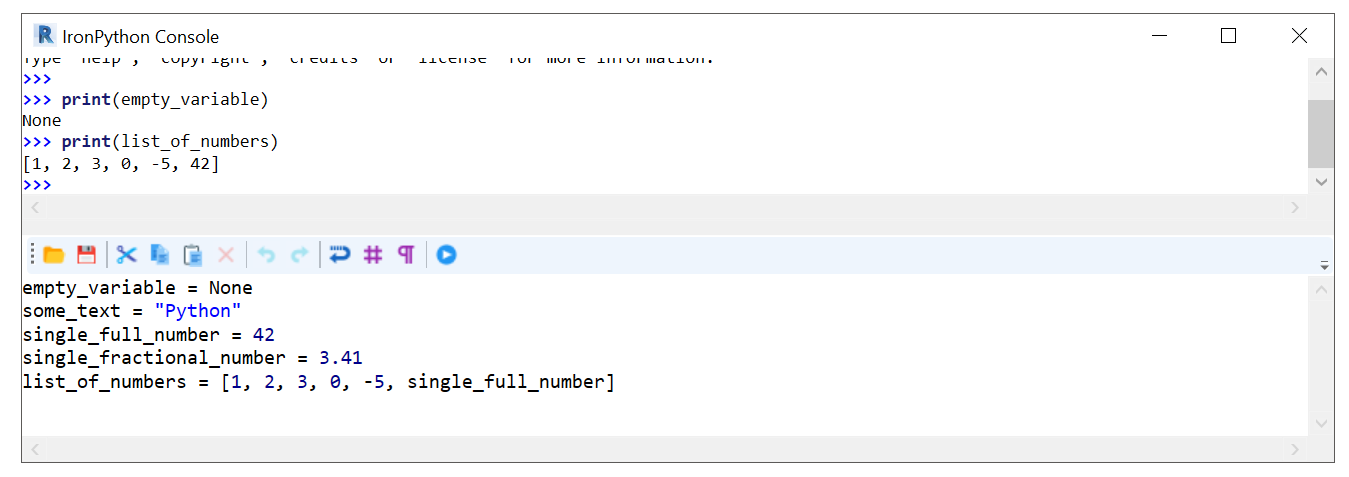 IronPython Console
Type "help", "copyright", "credits" or "license" for more information.
>>>
>>> print(empty_variable)
None
>>> print(list_of_numbers)
[1, 2, 3, 0, -5, 42]
>>>
empty_variable = None
some_text = "Python"
single_full_number = 42
single_fractional_number = 3.41
list_of_numbers = [1, 2, 3, 0, -5, single_full_number]